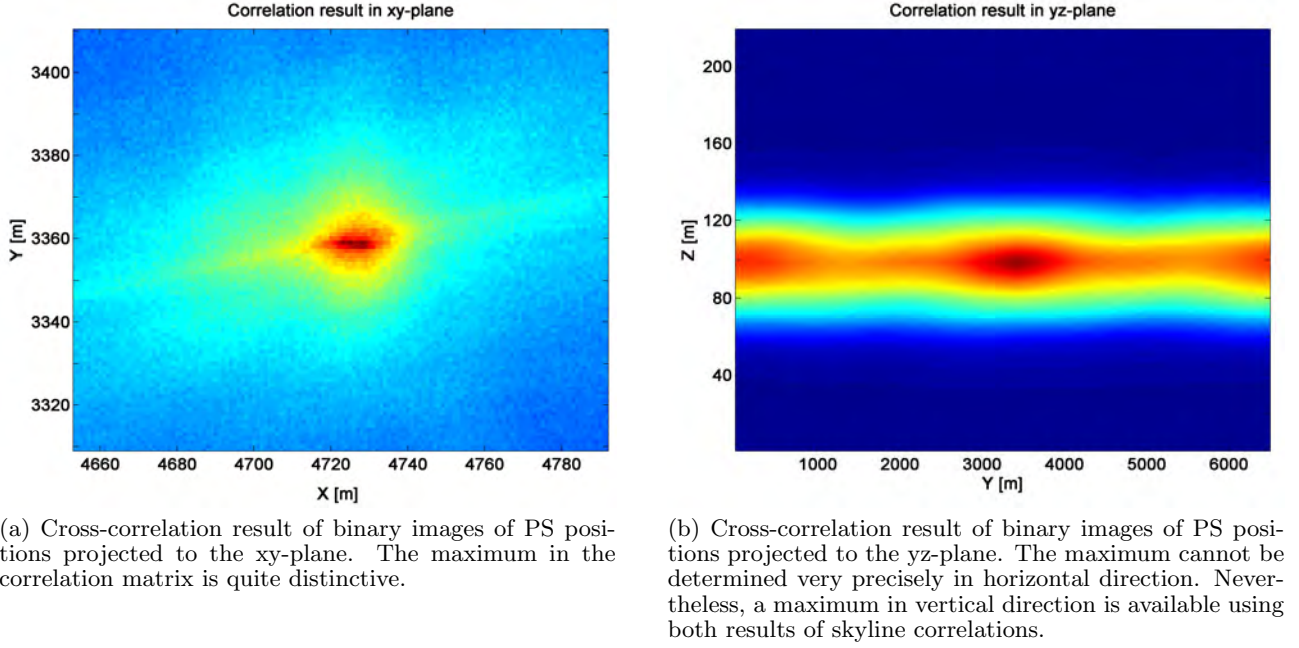 Correlation result in xy-plane
3400
3380
3360
3340
3320
Y [m]
4660 4680 4700 4720 4740 4760 4780
X [m]
(a) Cross-correlation result of binary images of PS posi-
tions projected to the xy-plane. The maximum in the
correlation matrix is quite distinctive.
Correlation result in yz-plane
200
160
120
80
40
Z [m]
1000 2000 3000 4000 5000 6000
Y [m]
(b) Cross-correlation result of binary images of PS posi-
tions projected to the yz-plane. The maximum cannot be
determined very precisely in horizontal direction. Never-
theless, a maximum in vertical direction is available using
both results of skyline correlations.